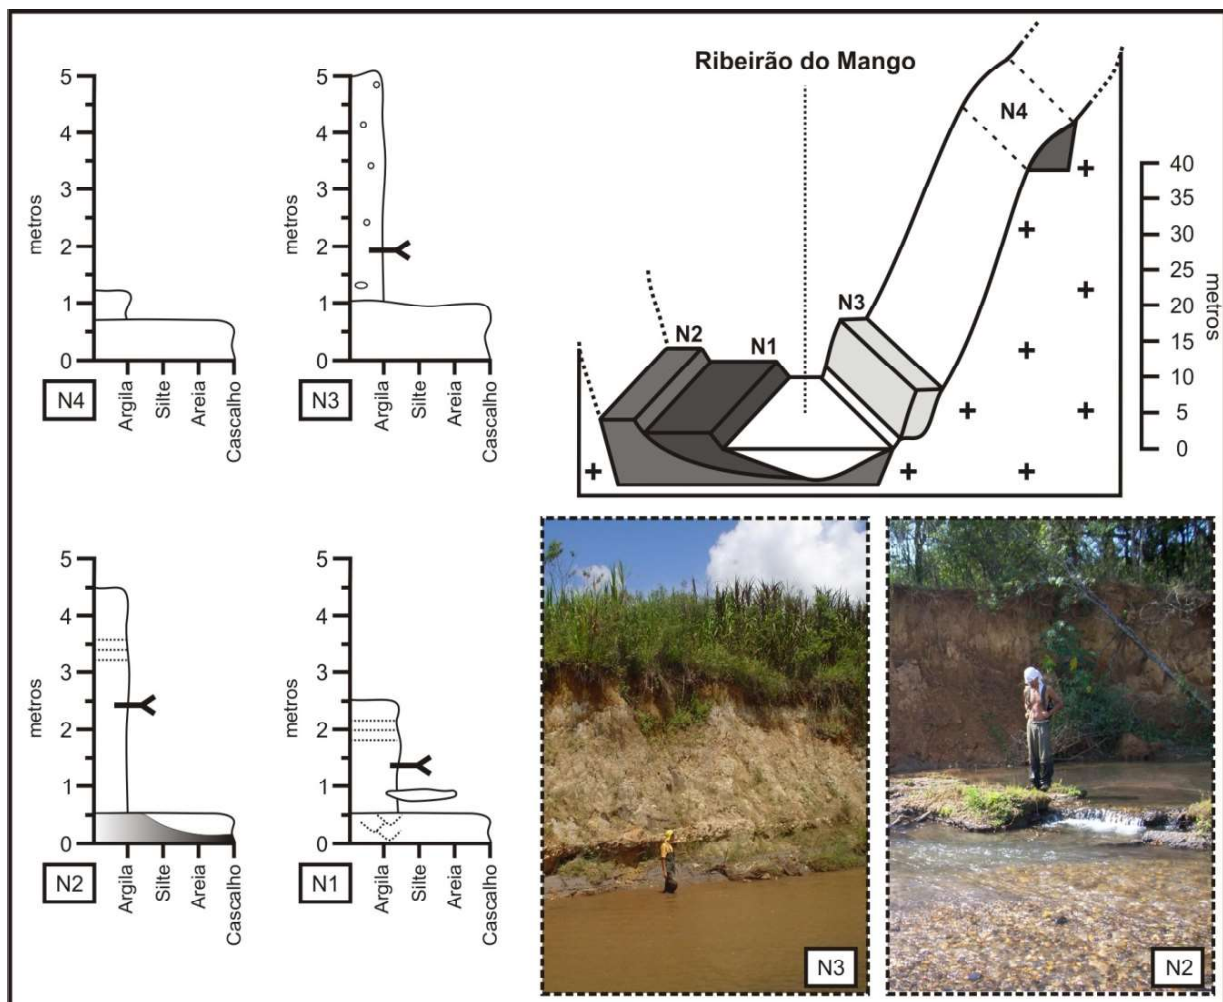 5
4
3
2
1
0
metros
Argila
Silte
Areia
Cascalho
N4
5
4
3
2
1
0
metros
Argila
Silte
Areia
Cascalho
N3
Ribeirão do Mango
N4
N3
N2
N1
40
35
30
25
20
15
10
5
0
metros
5
4
3
2
1
0
metros
Argila
Silte
Areia
Cascalho
N2
5
4
3
2
1
0
metros
Argila
Silte
Areia
Cascalho
N1
N3
N2